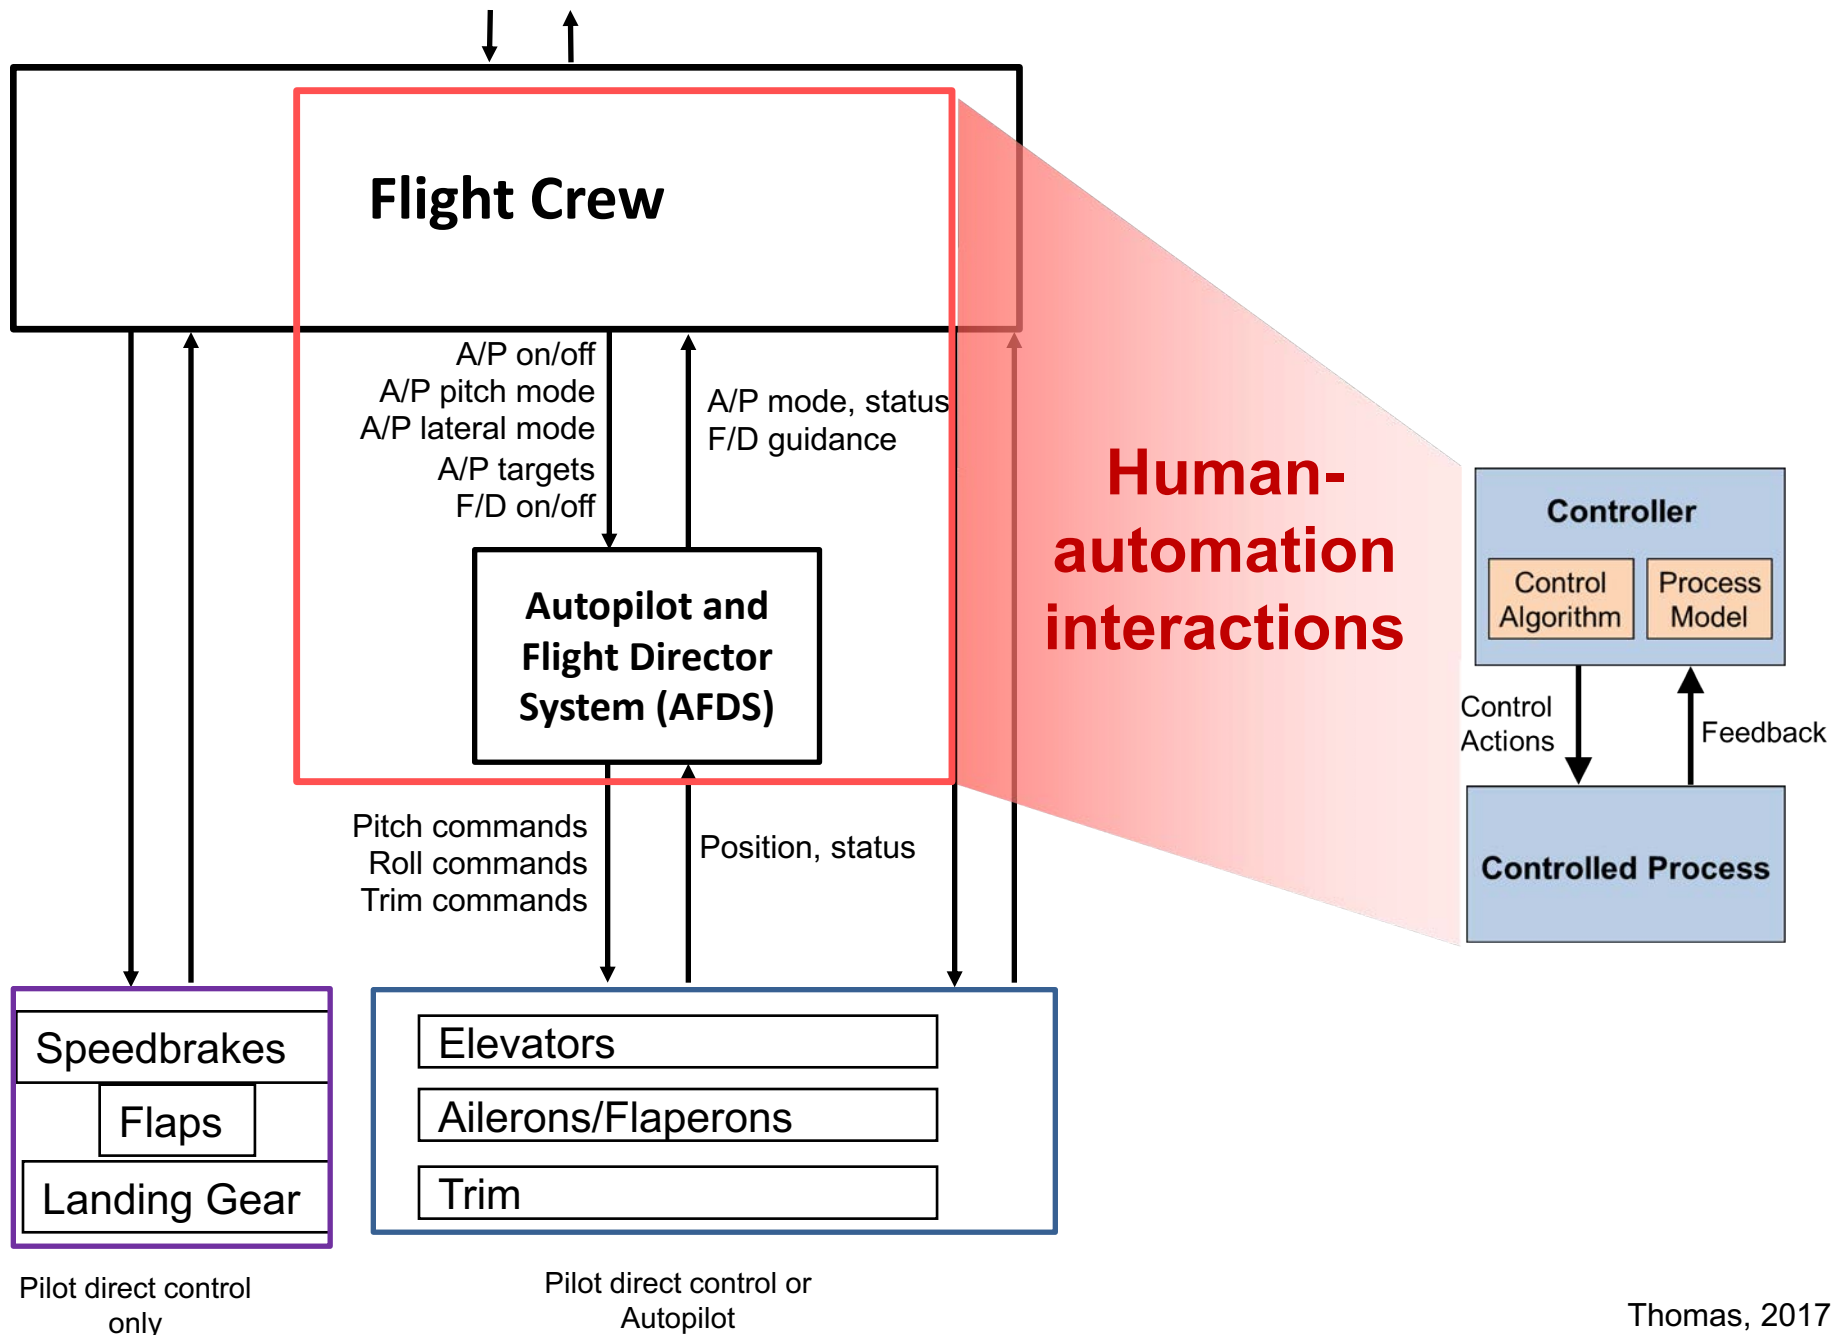 Flight Crew
A/P on/off
A/P pitch mode
A/P lateral mode
A/P targets
F/D on/off
A/P mode, status
F/D guidance
Autopilot and
Flight Director
System (AFDS)
Human-
automation
interactions
Controller
Control
Algorithm
Process
Model
Control
Actions
Feedback
Controlled Process
Pitch commands
Roll commands
Trim commands
Position, status
Speedbrakes
Flaps
Landing Gear
Elevators
Ailerons/Flaperons
Trim
Pilot direct control
only
Pilot direct control or
Autopilot
Thomas, 2017